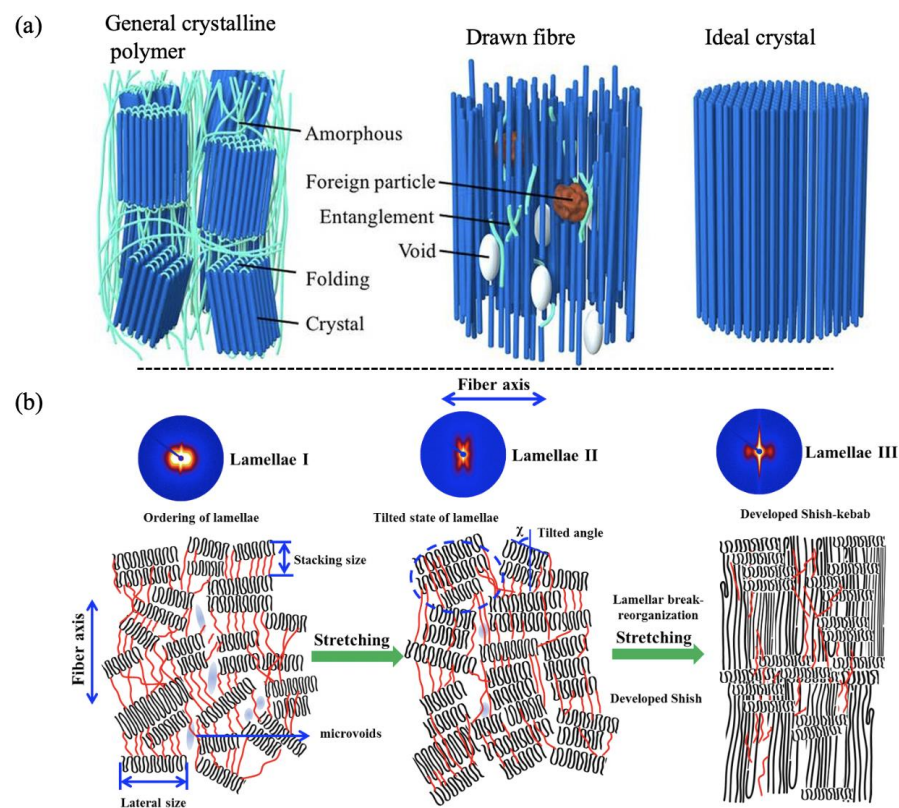 (a)
General crystalline
polymer
Drawn fibre
Ideal crystal
Amorphous
Foreign particle
Entanglement
Void
Folding
Crystal
(b)
Fiber axis
Lamellae I
Lamellae II
Lamellae III
Ordering of lamellae
Tilted state of lamellae
Developed Shish-kebab
χ
Tilted angle
Stacking size
Fiber axis
Stretching
Lamellar break-
reorganization
Stretching
Developed Shish
microvoids
Lateral size